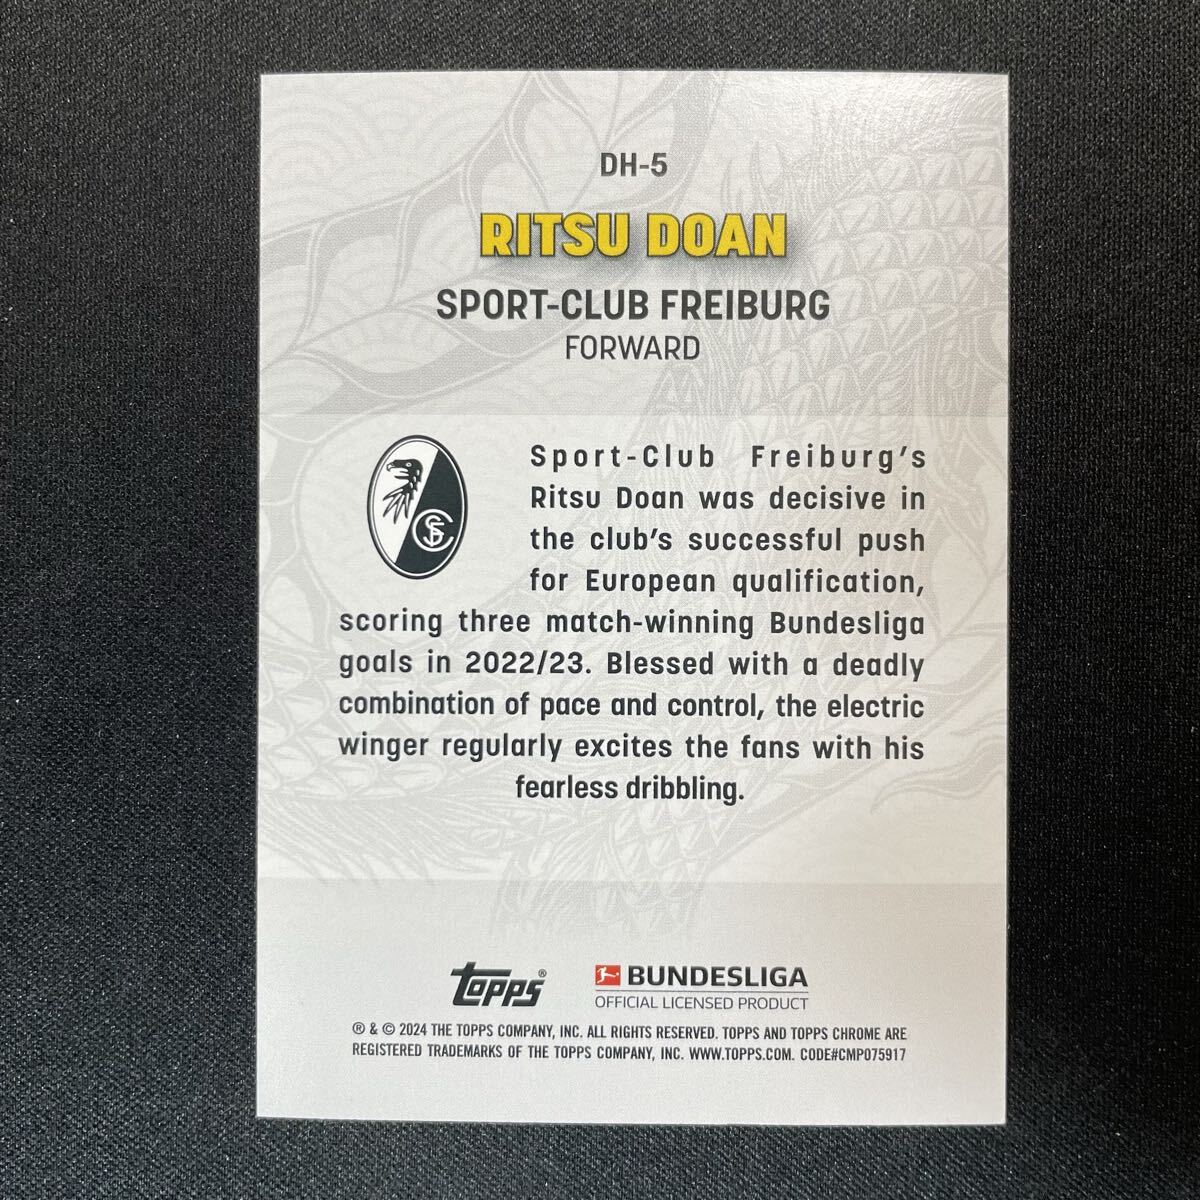 DH-5
RITSU DOAN
SPORT-CLUB FREIBURG
FORWARD
Sport-Club Freiburg's
Ritsu Doan was decisive in
the club's successful push
for European qualification,
scoring three match-winning Bundesliga
goals in 2022/23. Blessed with a deadly
combination of pace and control, the electric
winger regularly excites the fans with his
fearless dribbling.
SC
topps®
BUNDESLIGA
OFFICIAL LICENSED PRODUCT
® & © 2024 THE TOPPS COMPANY, INC. ALL RIGHTS RESERVED. TOPPS AND TOPPS CHROME ARE
REGISTERED TRADEMARKS OF THE TOPPS COMPANY, INC. WWW.TOPPS.COM. CODE#CMP075917